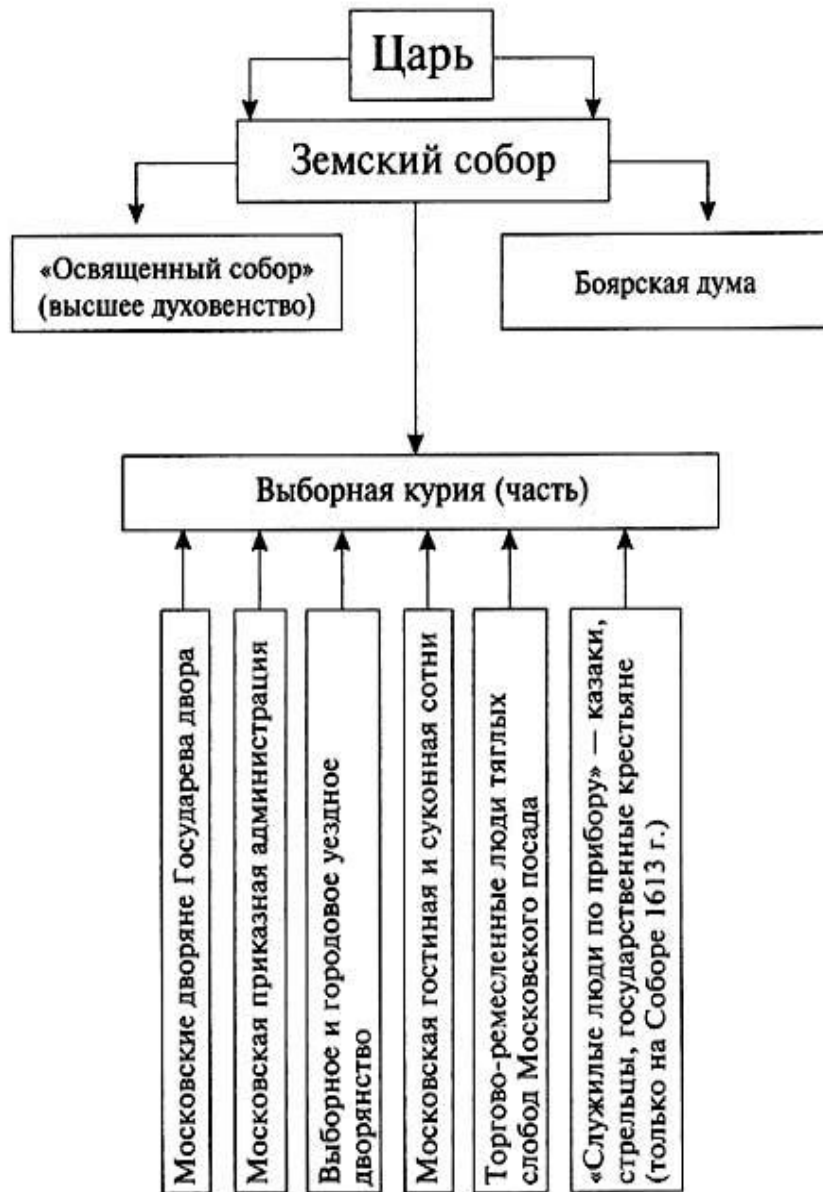 Царь
Земский собор
«Освященный собор»
(высшее духовенство)
Боярская дума
Выборная курия (часть)
Московские дворяне Государева двора
Московская приказная администрация
Выборное и городовое уездное
дворянство
Московская гостиная и суконная сотни
Торгово-ремесленные люди тяглых
слобод Московского посада
«Служилые люди по прибору» — казаки,
стрельцы, государственные крестьяне
(только на Соборе 1613 г.)